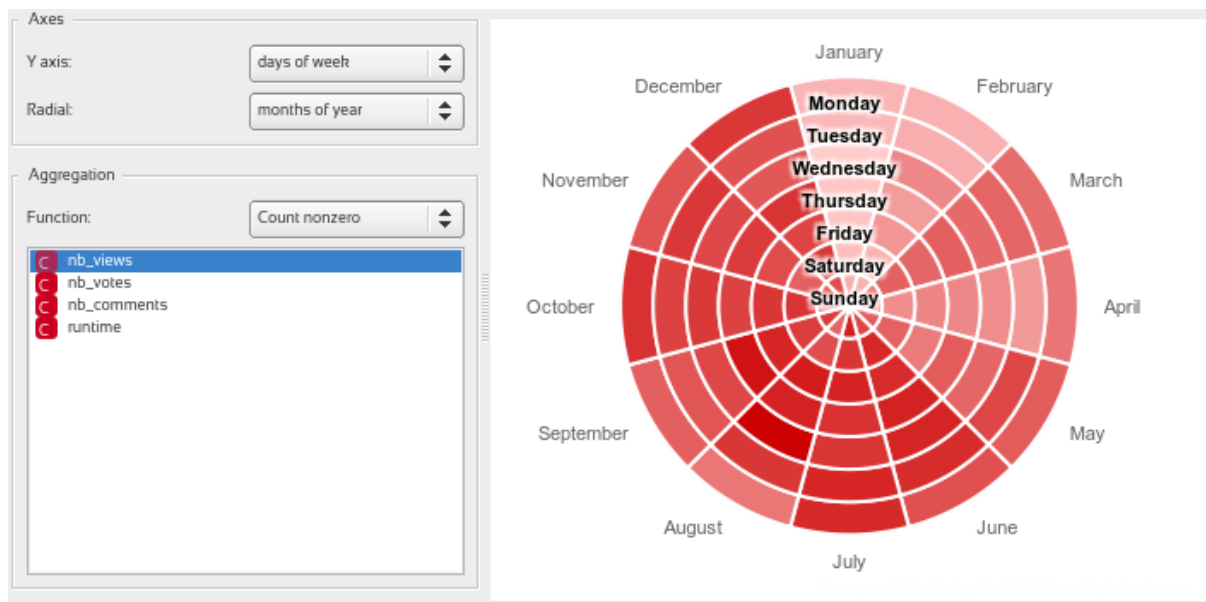 Axes
Y axis:
days of week
Radial:
months of year
Aggregation
Function:
Count nonzero
C nb_views
C nb_votes
C nb_comments
C runtime
January
February
March
April
May
June
July
August
September
October
November
December
Monday
Tuesday
Wednesday
Thursday
Friday
Saturday
Sunday